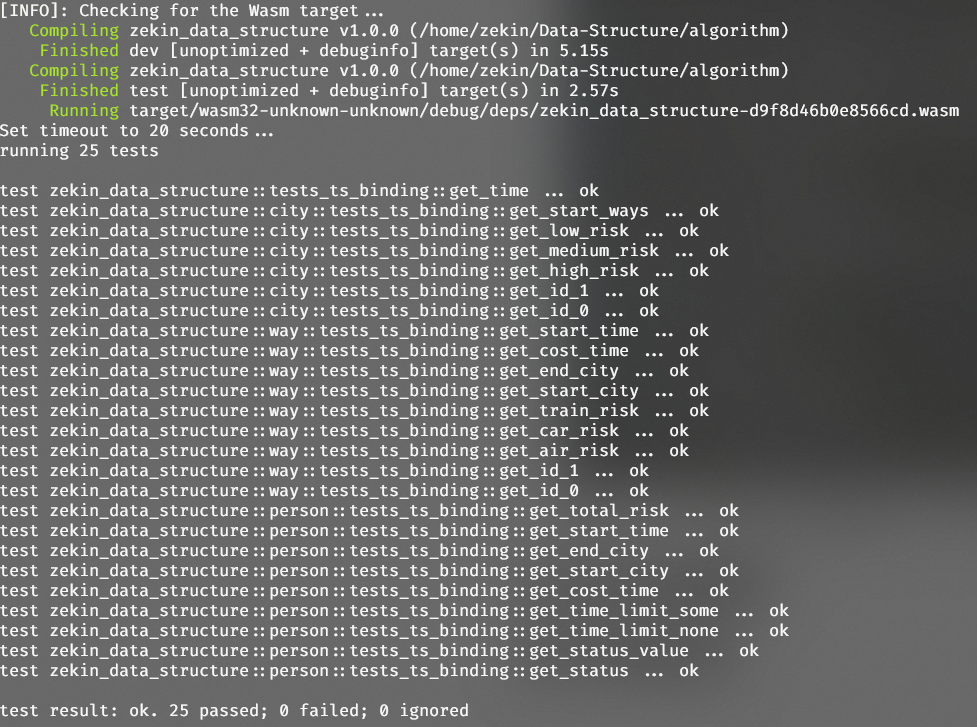 [INFO]: Checking for the Wasm target...
Compiling zekin_data_structure v1.0.0 (/home/zekin/Data-Structure/algorithm)
Finished dev [unoptimized + debuginfo] target(s) in 5.15s
Compiling zekin_data_structure v1.0.0 (/home/zekin/Data-Structure/algorithm)
Finished test [unoptimized + debuginfo] target(s) in 2.57s
Running target/wasm32-unknown-unknown/debug/deps/zekin_data_structure-d9f8d46b0e8566cd.wasm
Set timeout to 20 seconds...
running 25 tests
test zekin_data_structure::tests_ts_binding::get_time ... ok
test zekin_data_structure::city::tests_ts_binding::get_start_ways ... ok
test zekin_data_structure::city::tests_ts_binding::get_low_risk ... ok
test zekin_data_structure::city::tests_ts_binding::get_medium_risk ... ok
test zekin_data_structure::city::tests_ts_binding::get_high_risk ... ok
test zekin_data_structure::city::tests_ts_binding::get_id_1 ... ok
test zekin_data_structure::city::tests_ts_binding::get_id_0 ... ok
test zekin_data_structure::way::tests_ts_binding::get_start_time ... ok
test zekin_data_structure::way::tests_ts_binding::get_cost_time ... ok
test zekin_data_structure::way::tests_ts_binding::get_end_city ... ok
test zekin_data_structure::way::tests_ts_binding::get_start_city ... ok
test zekin_data_structure::way::tests_ts_binding::get_train_risk ... ok
test zekin_data_structure::way::tests_ts_binding::get_car_risk ... ok
test zekin_data_structure::way::tests_ts_binding::get_air_risk ... ok
test zekin_data_structure::way::tests_ts_binding::get_id_1 ... ok
test zekin_data_structure::way::tests_ts_binding::get_id_0 ... ok
test zekin_data_structure::person::tests_ts_binding::get_total_risk ... ok
test zekin_data_structure::person::tests_ts_binding::get_start_time ... ok
test zekin_data_structure::person::tests_ts_binding::get_end_city ... ok
test zekin_data_structure::person::tests_ts_binding::get_start_city ... ok
test zekin_data_structure::person::tests_ts_binding::get_cost_time ... ok
test zekin_data_structure::person::tests_ts_binding::get_time_limit_some ... ok
test zekin_data_structure::person::tests_ts_binding::get_time_limit_none ... ok
test zekin_data_structure::person::tests_ts_binding::get_status_value ... ok
test zekin_data_structure::person::tests_ts_binding::get_status ... ok
test result: ok. 25 passed; 0 failed; 0 ignored